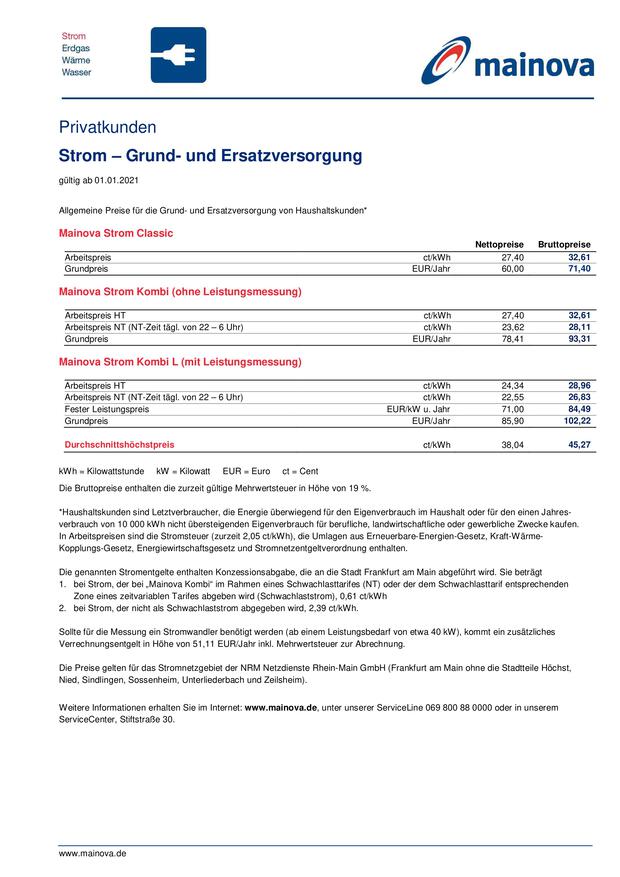 Strom
Erdgas
Wärme
Wasser
mainova
Privatkunden
Strom – Grund- und Ersatzversorgung
gültig ab 01.01.2021
Allgemeine Preise für die Grund- und Ersatzversorgung von Haushaltskunden*
Mainova Strom Classic
Nettopreise Bruttopreise
Arbeitspreis ct/kWh 27,40 32,61
Grundpreis EUR/Jahr 60,00 71,40
Mainova Strom Kombi (ohne Leistungsmessung)
Arbeitspreis HT ct/kWh 27,40 32,61
Arbeitspreis NT (NT-Zeit tägl. von 22 – 6 Uhr) ct/kWh 23,62 28,11
Grundpreis EUR/Jahr 78,41 93,31
Mainova Strom Kombi L (mit Leistungsmessung)
Arbeitspreis HT ct/kWh 24,34 28,96
Arbeitspreis NT (NT-Zeit tägl. von 22 – 6 Uhr) ct/kWh 22,55 26,83
Fester Leistungspreis EUR/kW u. Jahr 71,00 84,49
Grundpreis EUR/Jahr 85,90 102,22
Durchschnittshöchstpreis ct/kWh 38,04 45,27
kWh = Kilowattstunde kW = Kilowatt EUR = Euro ct = Cent
Die Bruttopreise enthalten die zurzeit gültige Mehrwertsteuer in Höhe von 19 %.
*Haushaltskunden sind Letztverbraucher, die Energie überwiegend für den Eigenverbrauch im Haushalt oder für den einen Jahres-
verbrauch von 10 000 kWh nicht übersteigenden Eigenverbrauch für berufliche, landwirtschaftliche oder gewerbliche Zwecke kaufen.
In Arbeitspreisen sind die Stromsteuer (zurzeit 2,05 ct/kWh), die Umlagen aus Erneuerbare-Energien-Gesetz, Kraft-Wärme-
Kopplungs-Gesetz, Energiewirtschaftsgesetz und Stromnetzentgeltverordnung enthalten.
Die genannten Stromentgelte enthalten Konzessionsabgabe, die an die Stadt Frankfurt am Main abgeführt wird. Sie beträgt
1. bei Strom, der bei „Mainova Kombi“ im Rahmen eines Schwachlasttarifes (NT) oder der dem Schwachlasttarif entsprechenden
Zone eines zeitvariablen Tarifes abgeben wird (Schwachlaststrom), 0,61 ct/kWh
2. bei Strom, der nicht als Schwachlaststrom abgegeben wird, 2,39 ct/kWh.
Sollte für die Messung ein Stromwandler benötigt werden (ab einem Leistungsbedarf von etwa 40 kW), kommt ein zusätzliches
Verrechnungsentgelt in Höhe von 51,11 EUR/Jahr inkl. Mehrwertsteuer zur Abrechnung.
Die Preise gelten für das Stromnetzgebiet der NRM Netzdienste Rhein-Main GmbH (Frankfurt am Main ohne die Stadtteile Höchst,
Nied, Sindlingen, Sossenheim, Unterliederbach und Zeilsheim).
Weitere Informationen erhalten Sie im Internet: www.mainova.de, unter unserer ServiceLine 069 800 88 0000 oder in unserem
ServiceCenter, Stiftstraße 30.
www.mainova.de